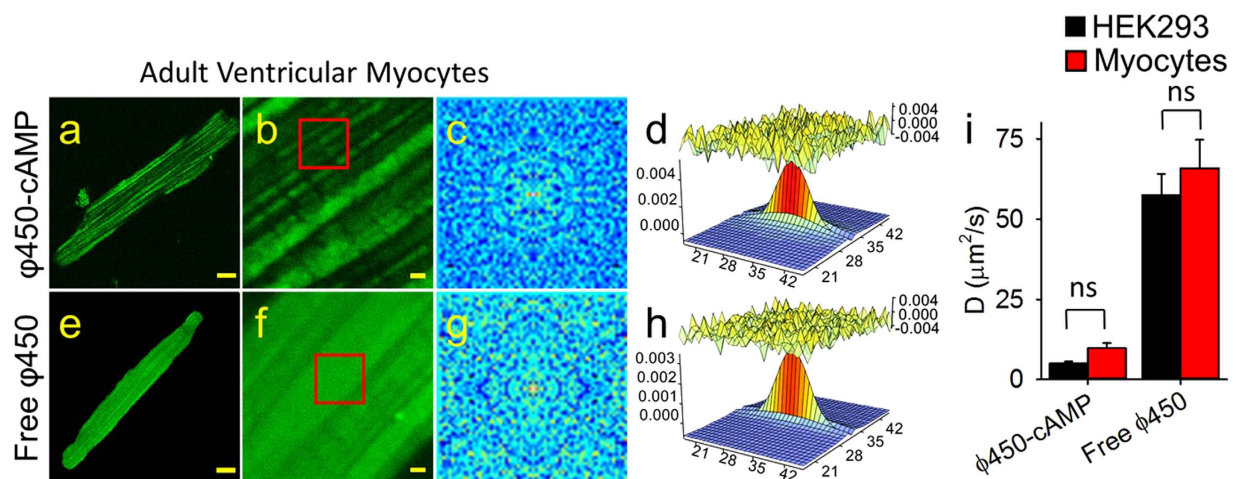 HEK293
Myocytes
Adult Ventricular Myocytes
φ450-cAMP
a
b
c
d
0.004
0.000
-0.004
0.004
0.002
0.000
21
28
35
42
21
28
35
42
Free φ450
e
f
g
h
0.004
0.000
-0.004
0.003
0.002
0.001
0.000
21
28
35
42
21
28
35
42
i
ns
ns
75
50
25
0
D (μm²/s)
ϕ450-cAMP
Free ϕ450